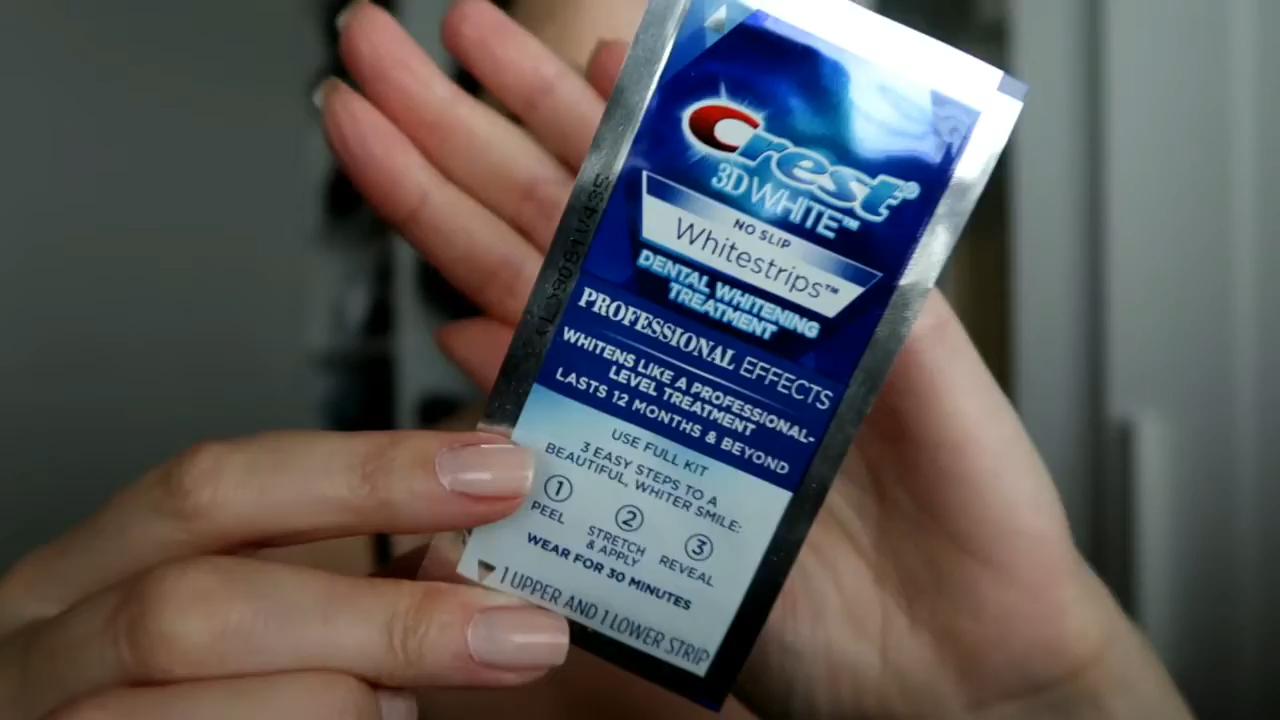 Crest®
3D WHITE™
NO SLIP
Whitestrips™
DENTAL WHITENING
TREATMENT
PROFESSIONAL EFFECTS
WHITENS LIKE A PROFESSIONAL-
LEVEL TREATMENT
LASTS 12 MONTHS & BEYOND
USE FULL KIT
3 EASY STEPS TO A
BEAUTIFUL, WHITER SMILE:
1 2 3
PEEL STRETCH & APPLY REVEAL
WEAR FOR 30 MINUTES
1 UPPER AND 1 LOWER STRIP